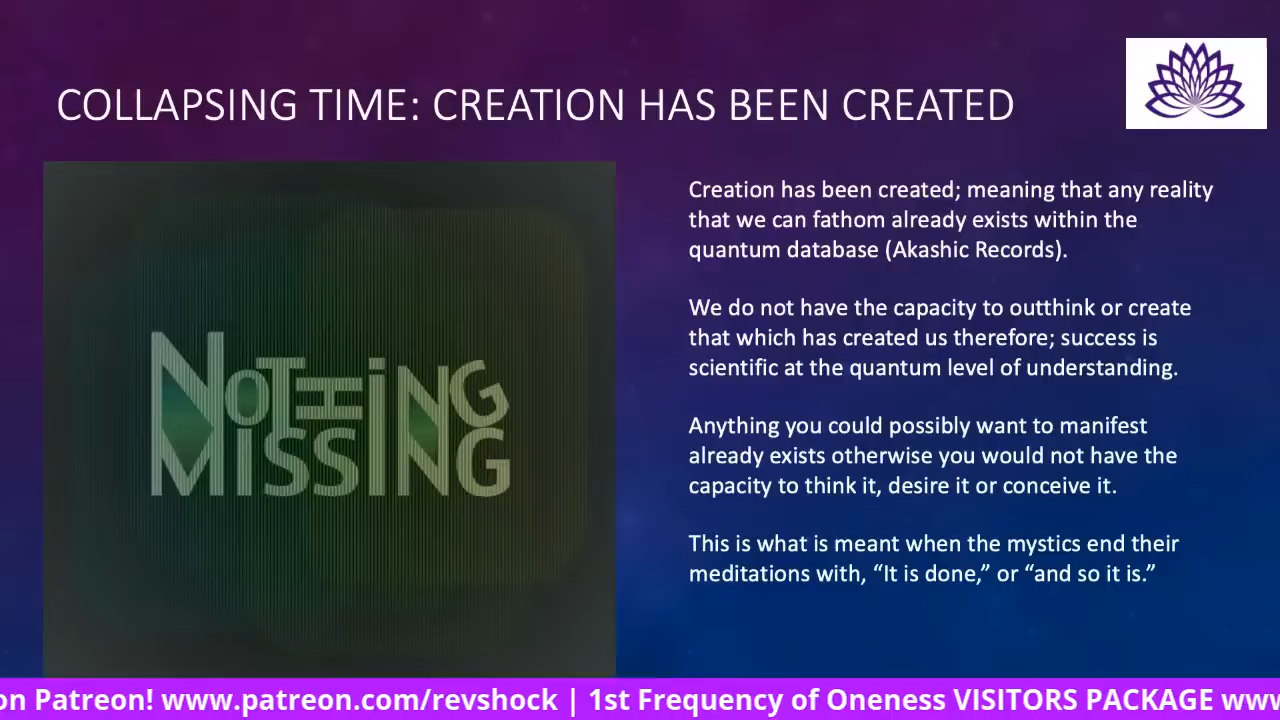 COLLAPSING TIME: CREATION HAS BEEN CREATED
NOTHING
MISSING
Creation has been created; meaning that any reality
that we can fathom already exists within the
quantum database (Akashic Records).
We do not have the capacity to outthink or create
that which has created us therefore; success is
scientific at the quantum level of understanding.
Anything you could possibly want to manifest
already exists otherwise you would not have the
capacity to think it, desire it or conceive it.
This is what is meant when the mystics end their
meditations with, “It is done,” or “and so it is.”
on Patreon! www.patreon.com/revshock | 1st Frequency of Oneness VISITORS PACKAGE www